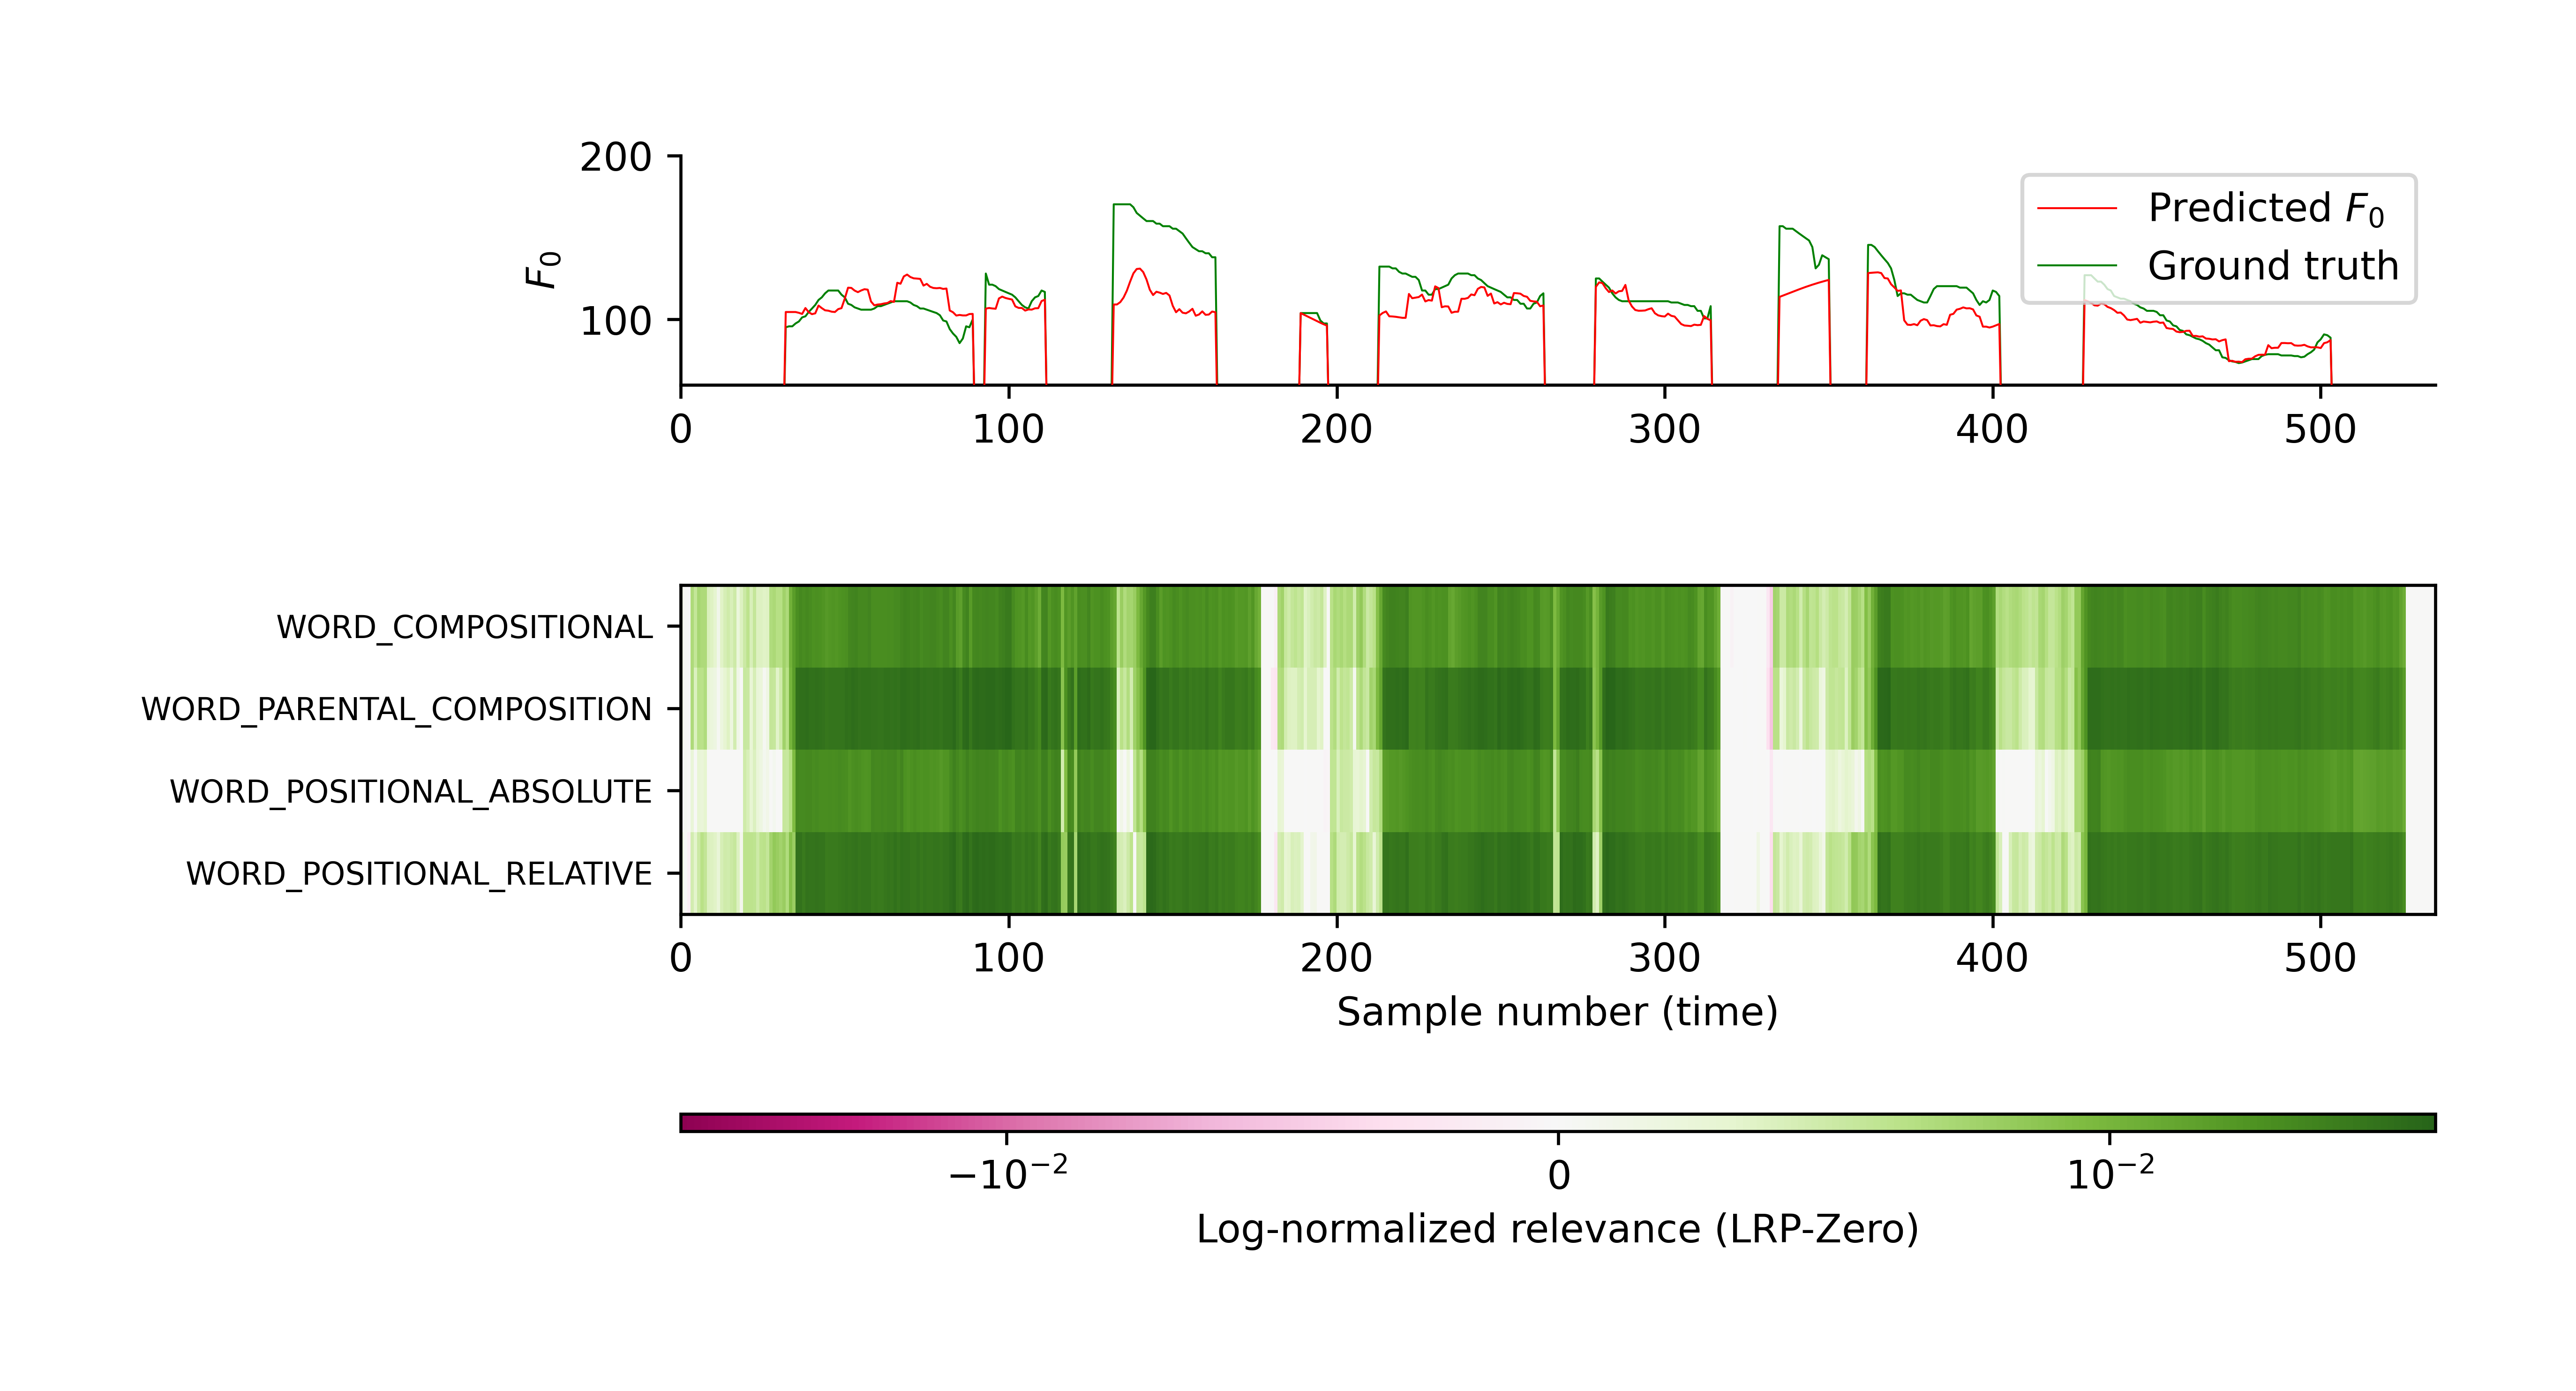 200
100
F₀
Predicted F₀
Ground truth
0 100 200 300 400 500
WORD_COMPOSITIONAL
WORD_PARENTAL_COMPOSITION
WORD_POSITIONAL_ABSOLUTE
WORD_POSITIONAL_RELATIVE
0 100 200 300 400 500
Sample number (time)
−10⁻² 0 10⁻²
Log-normalized relevance (LRP-Zero)